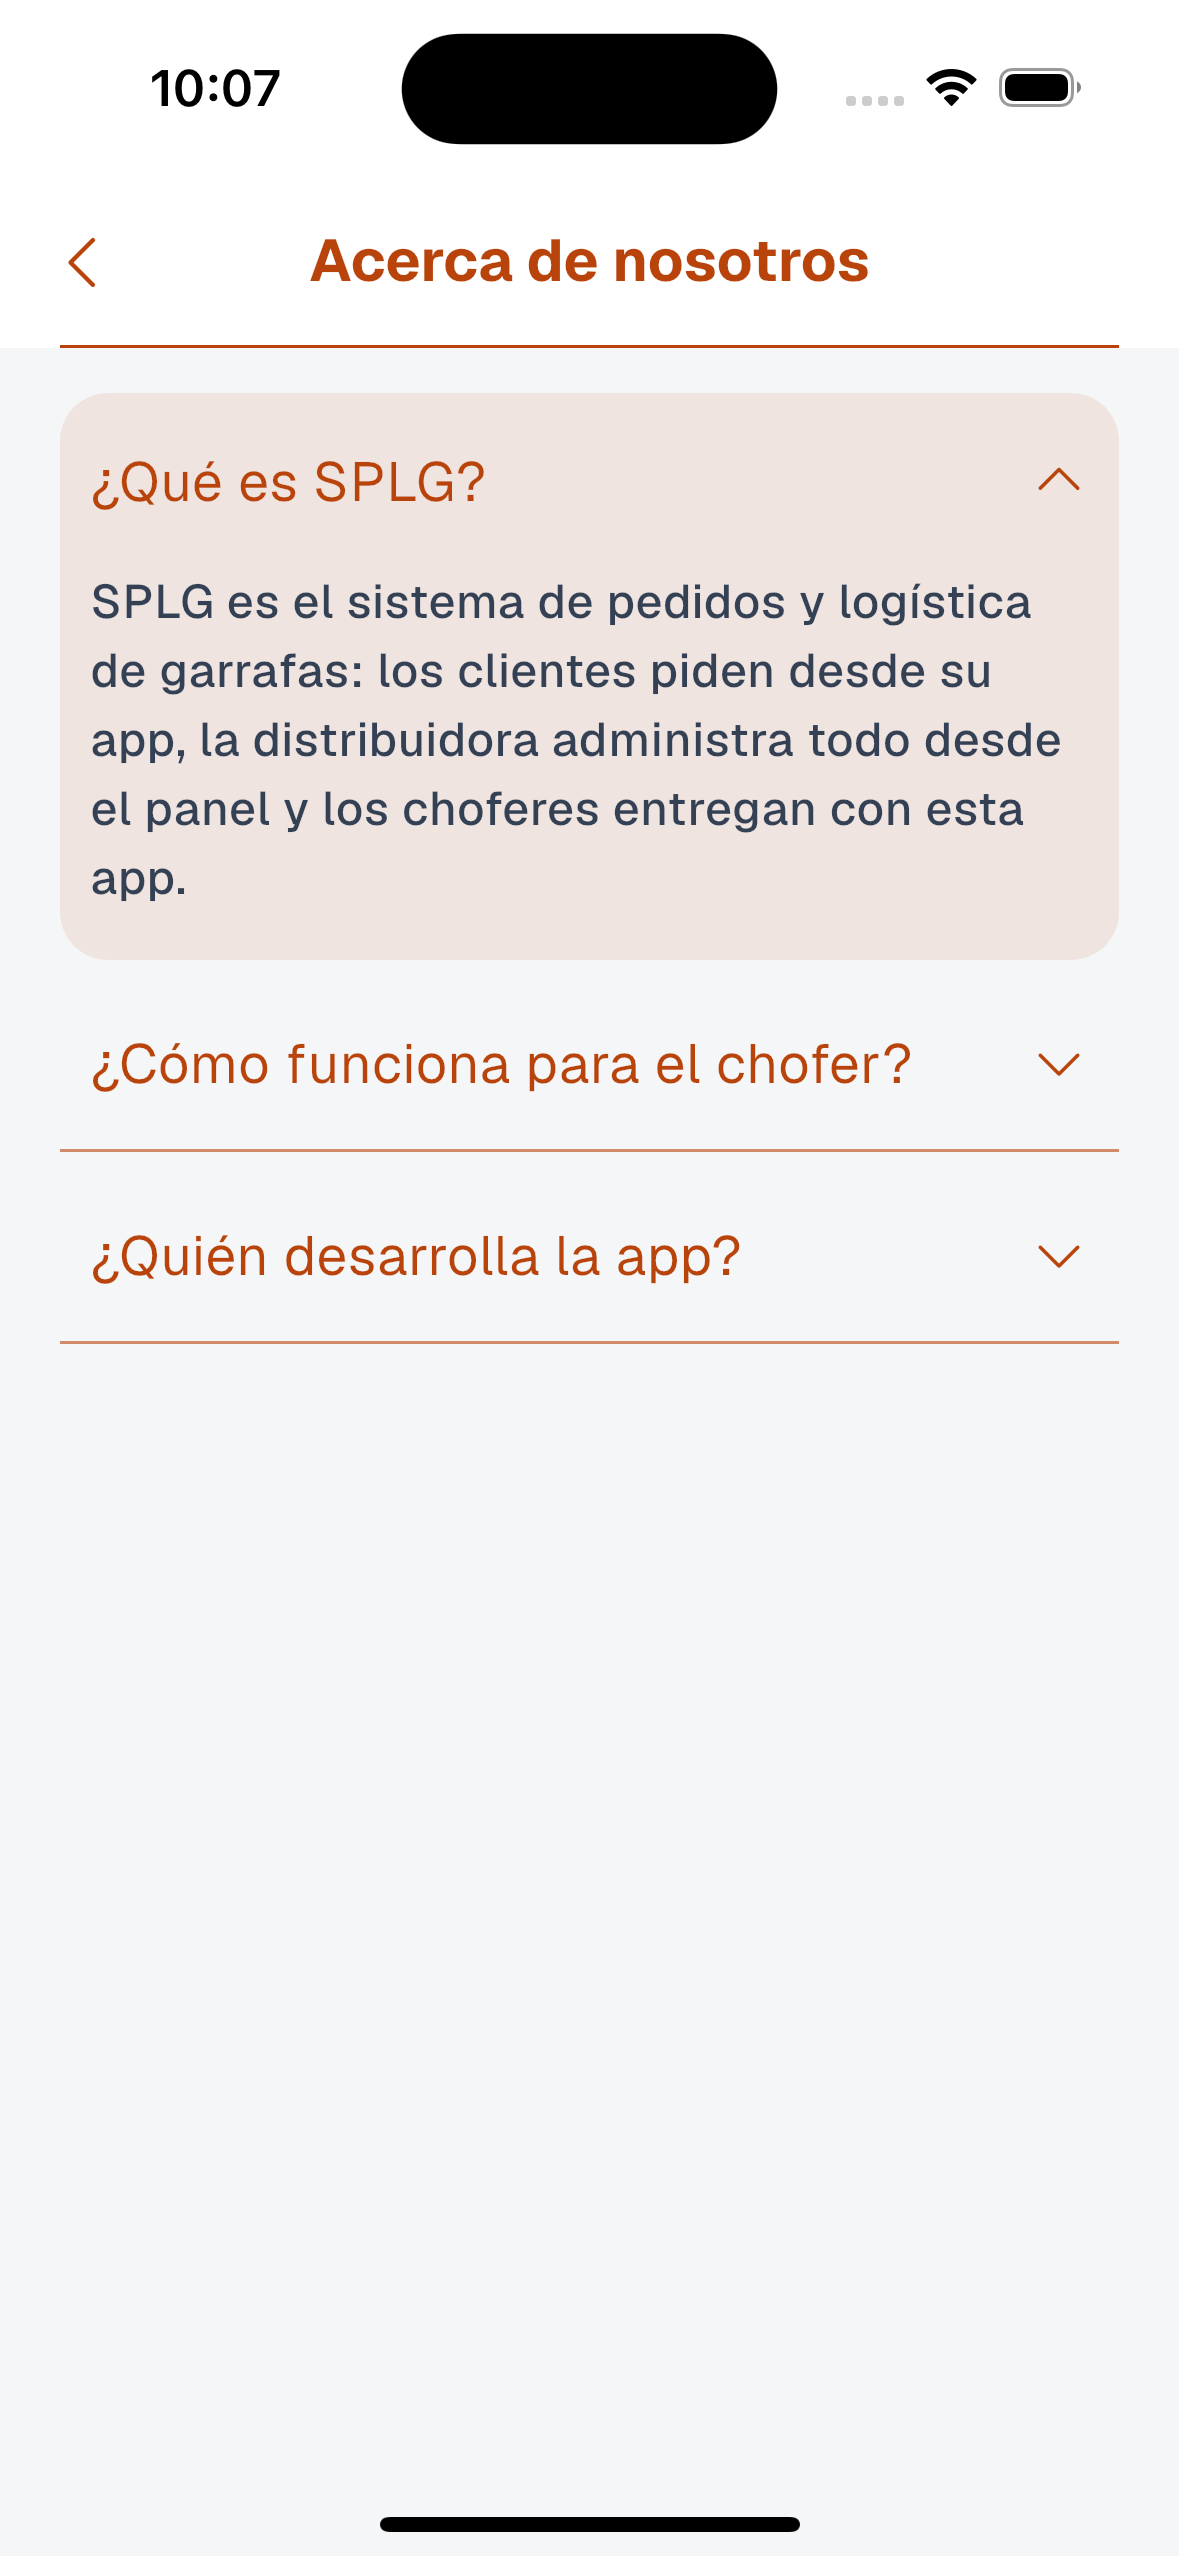 10:07
Acerca de nosotros
¿Qué es SPLG?
SPLG es el sistema de pedidos y logística
de garrafas: los clientes piden desde su
app, la distribuidora administra todo desde
el panel y los choferes entregan con esta
app.
¿Cómo funciona para el chofer?
¿Quién desarrolla la app?